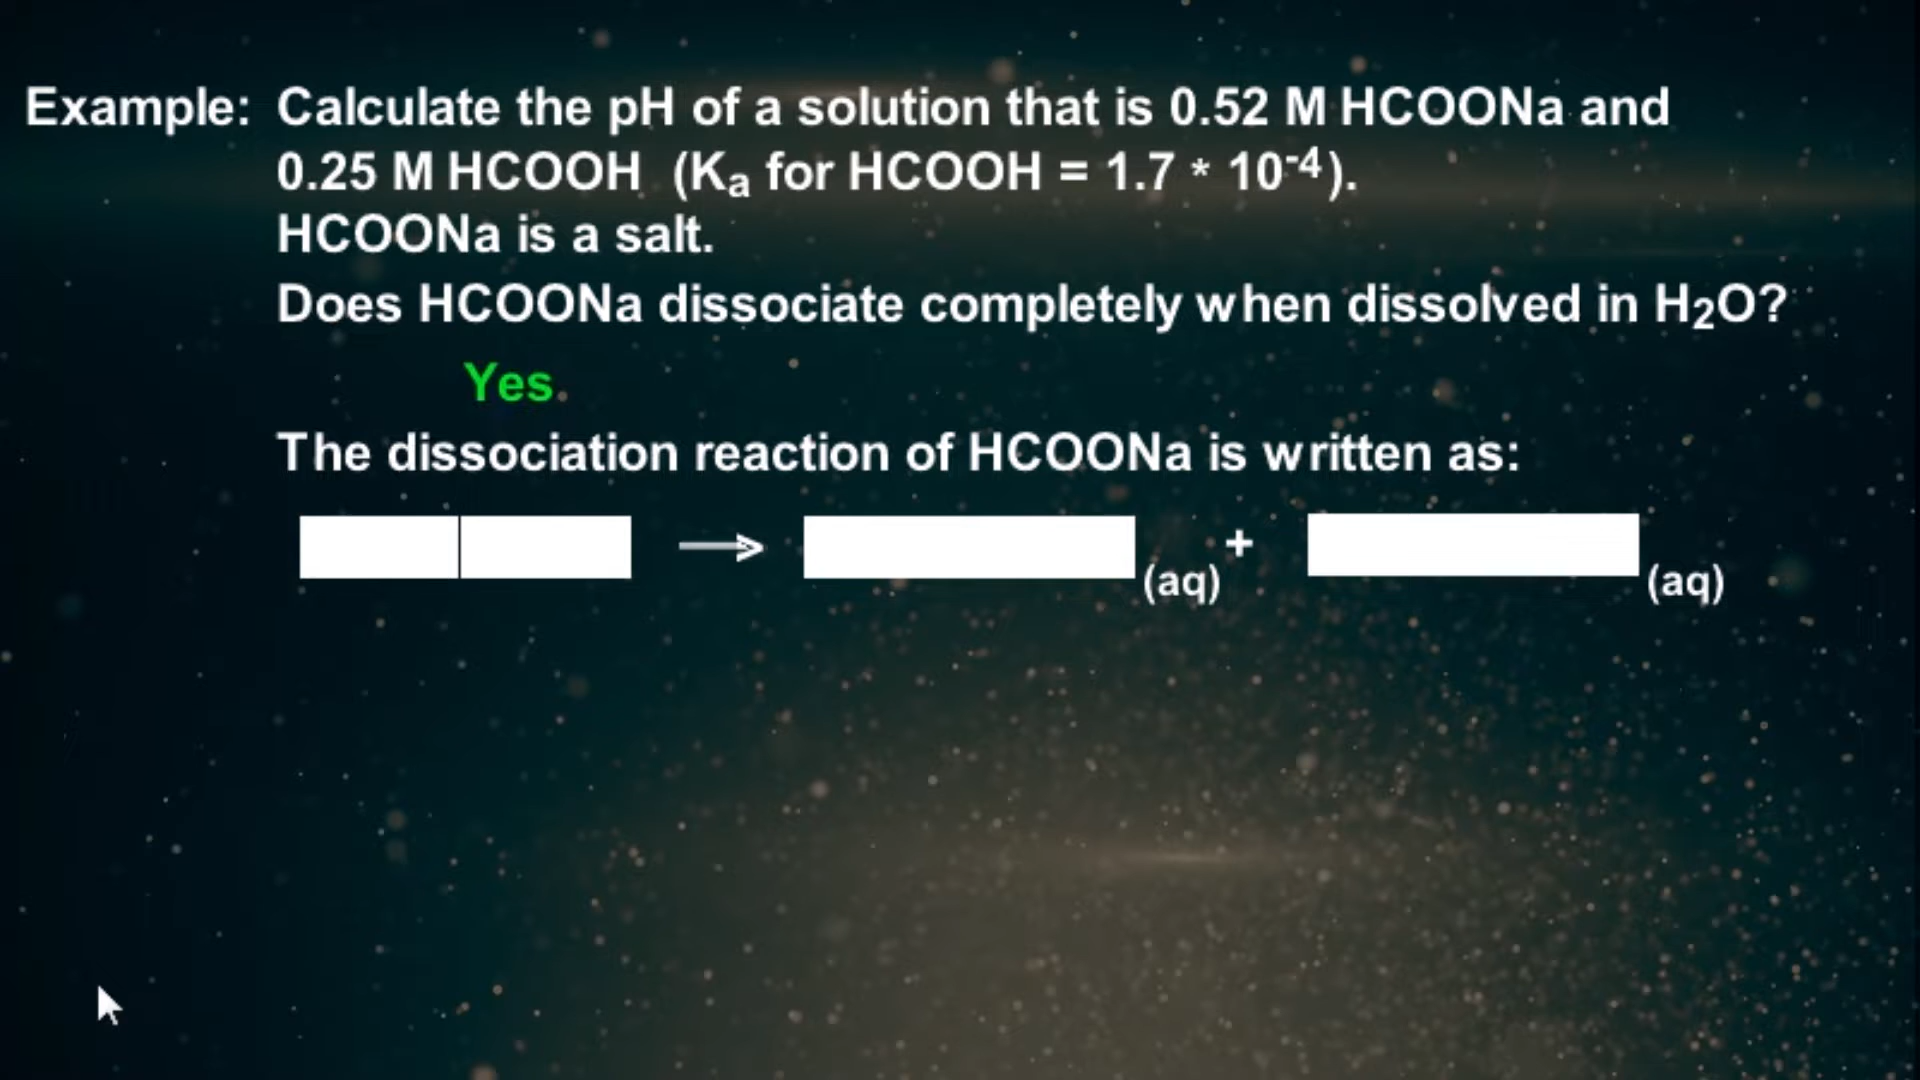 Example: Calculate the pH of a solution that is 0.52 M HCOONa and
0.25 M HCOOH (Ka for HCOOH = 1.7 * 10-4).
HCOONa is a salt.
Does HCOONa dissociate completely when dissolved in H2O?
Yes.
The dissociation reaction of HCOONa is written as:
→ (aq) + (aq)